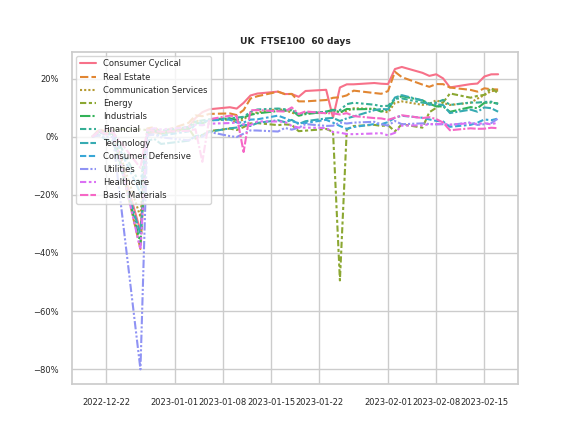 UK FTSE100 60 days
Consumer Cyclical
Real Estate
Communication Services
Energy
Industrials
Financial
Technology
Consumer Defensive
Utilities
Healthcare
Basic Materials
20%
0%
−20%
−40%
−60%
−80%
2022-12-22
2023-01-01
2023-01-08
2023-01-15
2023-01-22
2023-02-01
2023-02-08
2023-02-15